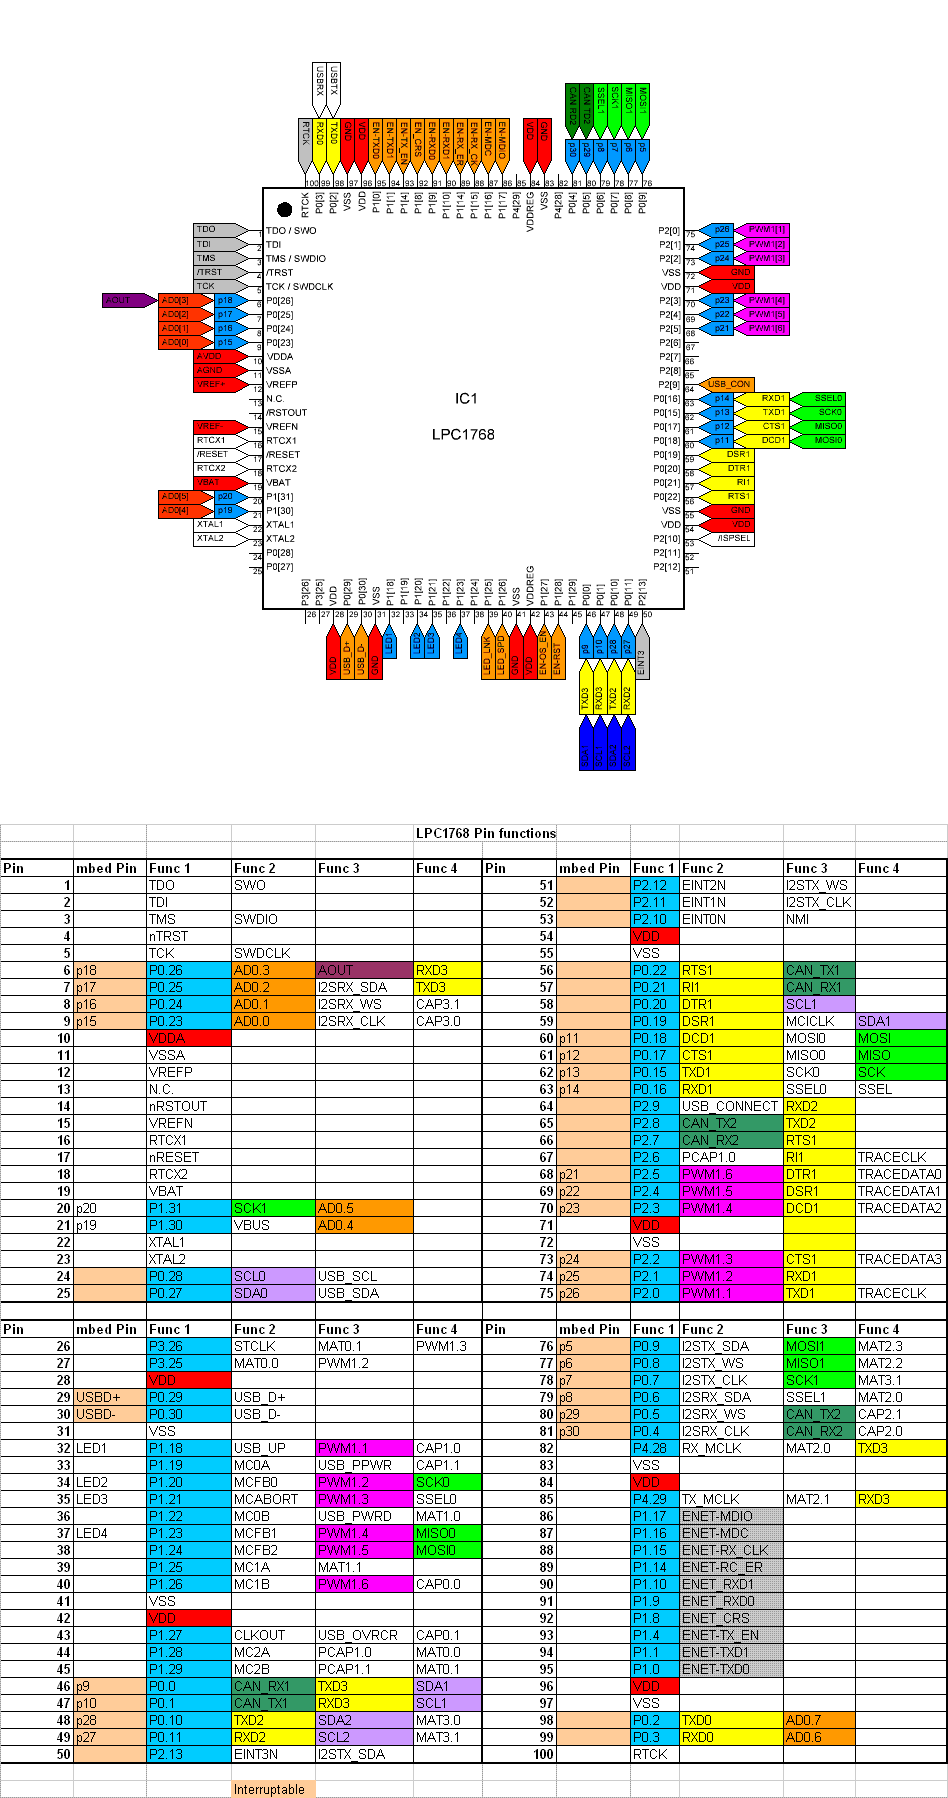 USBRX
USBTX
CAN RD2
CAN TD2
SSEL1
SCK1
MISO1
MOSI1
RTCK
RXD0
TXD0
GND
VDD
EN-TXD0
EN-TXD1
EN-TX_EN
EN_CRS
EN-RXD0
EN-RXD1
EN-RX_ER
EN-RX_CK
EN-MDC
EN-MDIO
VDD
GND
p30
p29
p8
p7
p6
p5
100 99 98 97 96 95 94 93 92 91 90 89 88 87 86 85 84 83 82 81 80 79 78 77 76
RTCK
P0[3]
P0[2]
VSS
VDD
P1[0]
P1[1]
P1[4]
P1[8]
P1[9]
P1[10]
P1[14]
P1[15]
P1[16]
P1[17]
P4[29]
VDDREG
VSS
P4[28]
P0[4]
P0[5]
P0[6]
P0[7]
P0[8]
P0[9]
TDO 1 TDO / SWO
TDI 2 TDI
TMS 3 TMS / SWDIO
/TRST 4 /TRST
TCK 5 TCK / SWDCLK
AOUT AD0[3] p18 6 P0[26]
AD0[2] p17 7 P0[25]
AD0[1] p16 8 P0[24]
AD0[0] p15 9 P0[23]
AVDD 10 VDDA
AGND 11 VSSA
VREF+ 12 VREFP
13 N.C.
14 /RSTOUT
VREF- 15 VREFN
RTCX1 16 RTCX1
/RESET 17 /RESET
RTCX2 18 RTCX2
VBAT 19 VBAT
AD0[5] p20 20 P1[31]
AD0[4] p19 21 P1[30]
XTAL1 22 XTAL1
XTAL2 23 XTAL2
24 P0[28]
25 P0[27]
IC1
LPC1768
P2[0] 75 p26 PWM1[1]
P2[1] 74 p25 PWM1[2]
P2[2] 73 p24 PWM1[3]
VSS 72 GND
VDD 71 VDD
P2[3] 70 p23 PWM1[4]
P2[4] 69 p22 PWM1[5]
P2[5] 68 p21 PWM1[6]
P2[6] 67
P2[7] 66
P2[8] 65
P2[9] 64 USB_CON
P0[16] 63 p14 RXD1 SSEL0
P0[15] 62 p13 TXD1 SCK0
P0[17] 61 p12 CTS1 MISO0
P0[18] 60 p11 DCD1 MOSI0
P0[19] 59 DSR1
P0[20] 58 DTR1
P0[21] 57 RI1
P0[22] 56 RTS1
VSS 55 GND
VDD 54 VDD
P2[10] 53 /ISPSEL
P2[11] 52
P2[12] 51
P3[26]
P3[25]
VDD
P0[29]
P0[30]
VSS
P1[18]
P1[19]
P1[20]
P1[21]
P1[22]
P1[23]
P1[24]
P1[25]
P1[26]
VSS
VDDREG
P1[27]
P1[28]
P1[29]
P0[0]
P0[1]
P0[10]
P0[11]
P2[13]
26 27 28 29 30 31 32 33 34 35 36 37 38 39 40 41 42 43 44 45 46 47 48 49 50
VDD
USB_D+
USB_D-
GND
LED1
LED2
LED3
LED4
LED_LNK
LED_SPD
GND
VDD
EN-OS_EN
EN-RST
p9
p10
p28
p27
EINT3
TXD3
RXD3
TXD2
RXD2
LPC1768 Pin functions
Pin mbed Pin Func 1 Func 2 Func 3 Func 4 Pin mbed Pin Func 1 Func 2 Func 3 Func 4
1 TDO SWO 51 P2.12 EINT2N I2STX_WS
2 TDI 52 P2.11 EINT1N I2STX_CLK
3 TMS SWDIO 53 P2.10 EINT0N NMI
4 nTRST 54 VDD
5 TCK SWDCLK 55 VSS
6 p18 P0.26 AD0.3 AOUT RXD3 56 P0.22 RTS1 CAN_TX1
7 p17 P0.25 AD0.2 I2SRX_SDA TXD3 57 P0.21 RI1 CAN_RX1
8 p16 P0.24 AD0.1 I2SRX_WS CAP3.1 58 P0.20 DTR1 SCL1
9 p15 P0.23 AD0.0 I2SRX_CLK CAP3.0 59 P0.19 DSR1 MCICLK SDA1
10 VDDA 60 p11 P0.18 DCD1 MOSI0 MOSI
11 VSSA 61 p12 P0.17 CTS1 MISO0 MISO
12 VREFP 62 p13 P0.15 TXD1 SCK0 SCK
13 N.C. 63 p14 P0.16 RXD1 SSEL0 SSEL
14 nRSTOUT 64 P2.9 USB_CONNECT RXD2
15 VREFN 65 P2.8 CAN_TX2 TXD2
16 RTCX1 66 P2.7 CAN_RX2 RTS1
17 nRESET 67 P2.6 PCAP1.0 RI1 TRACECLK
18 RTCX2 68 p21 P2.5 PWM1.6 DTR1 TRACEDATA0
19 VBAT 69 p22 P2.4 PWM1.5 DSR1 TRACEDATA1
20 p20 P1.31 SCK1 AD0.5 70 p23 P2.3 PWM1.4 DCD1 TRACEDATA2
21 p19 P1.30 VBUS AD0.4 71 VDD
22 XTAL1 72 VSS
23 XTAL2 73 p24 P2.2 PWM1.3 CTS1 TRACEDATA3
24 P0.28 SCL0 USB_SCL 74 p25 P2.1 PWM1.2 RXD1
25 P0.27 SDA0 USB_SDA 75 p26 P2.0 PWM1.1 TXD1 TRACECLK
Pin mbed Pin Func 1 Func 2 Func 3 Func 4 Pin mbed Pin Func 1 Func 2 Func 3 Func 4
26 P3.26 STCLK MAT0.1 PWM1.3 76 p5 P0.9 I2STX_SDA MOSI1 MAT2.3
27 P3.25 MAT0.0 PWM1.2 77 p6 P0.8 I2STX_WS MISO1 MAT2.2
28 VDD 78 p7 P0.7 I2STX_CLK SCK1 MAT3.1
29 USBD+ P0.29 USB_D+ 79 p8 P0.6 I2SRX_SDA SSEL1 MAT2.0
30 USBD- P0.30 USB_D- 80 p29 P0.5 I2SRX_WS CAN_TX2 CAP2.1
31 VSS 81 p30 P0.4 I2SRX_CLK CAN_RX2 CAP2.0
32 LED1 P1.18 USB_UP PWM1.1 CAP1.0 82 P4.28 RX_MCLK MAT2.0 TXD3
33 P1.19 MC0A USB_PPWR CAP1.1 83 VSS
34 LED2 P1.20 MCFB0 PWM1.2 SCK0 84 VDD
35 LED3 P1.21 MCABORT PWM1.3 SSEL0 85 P4.29 TX_MCLK MAT2.1 RXD3
36 P1.22 MC0B USB_PWRD MAT1.0 86 P1.17 ENET-MDIO
37 LED4 P1.23 MCFB1 PWM1.4 MISO0 87 P1.16 ENET-MDC
38 P1.24 MCFB2 PWM1.5 MOSI0 88 P1.15 ENET-RX_CLK
39 P1.25 MC1A MAT1.1 89 P1.14 ENET-RC_ER
40 P1.26 MC1B PWM1.6 CAP0.0 90 P1.10 ENET_RXD1
41 VSS 91 P1.9 ENET_RXD0
42 VDD 92 P1.8 ENET_CRS
43 P1.27 CLKOUT USB_OVRCR CAP0.1 93 P1.4 ENET-TX_EN
44 P1.28 MC2A PCAP1.0 MAT0.0 94 P1.1 ENET-TXD1
45 P1.29 MC2B PCAP1.1 MAT0.1 95 P1.0 ENET-TXD0
46 p9 P0.0 CAN_RX1 TXD3 SDA1 96 VDD
47 p10 P0.1 CAN_TX1 RXD3 SCL1 97 VSS
48 p28 P0.10 TXD2 SDA2 MAT3.0 98 P0.2 TXD0 AD0.7
49 p27 P0.11 RXD2 SCL2 MAT3.1 99 P0.3 RXD0 AD0.6
50 P2.13 EINT3N I2STX_SDA 100 RTCK
Interruptable